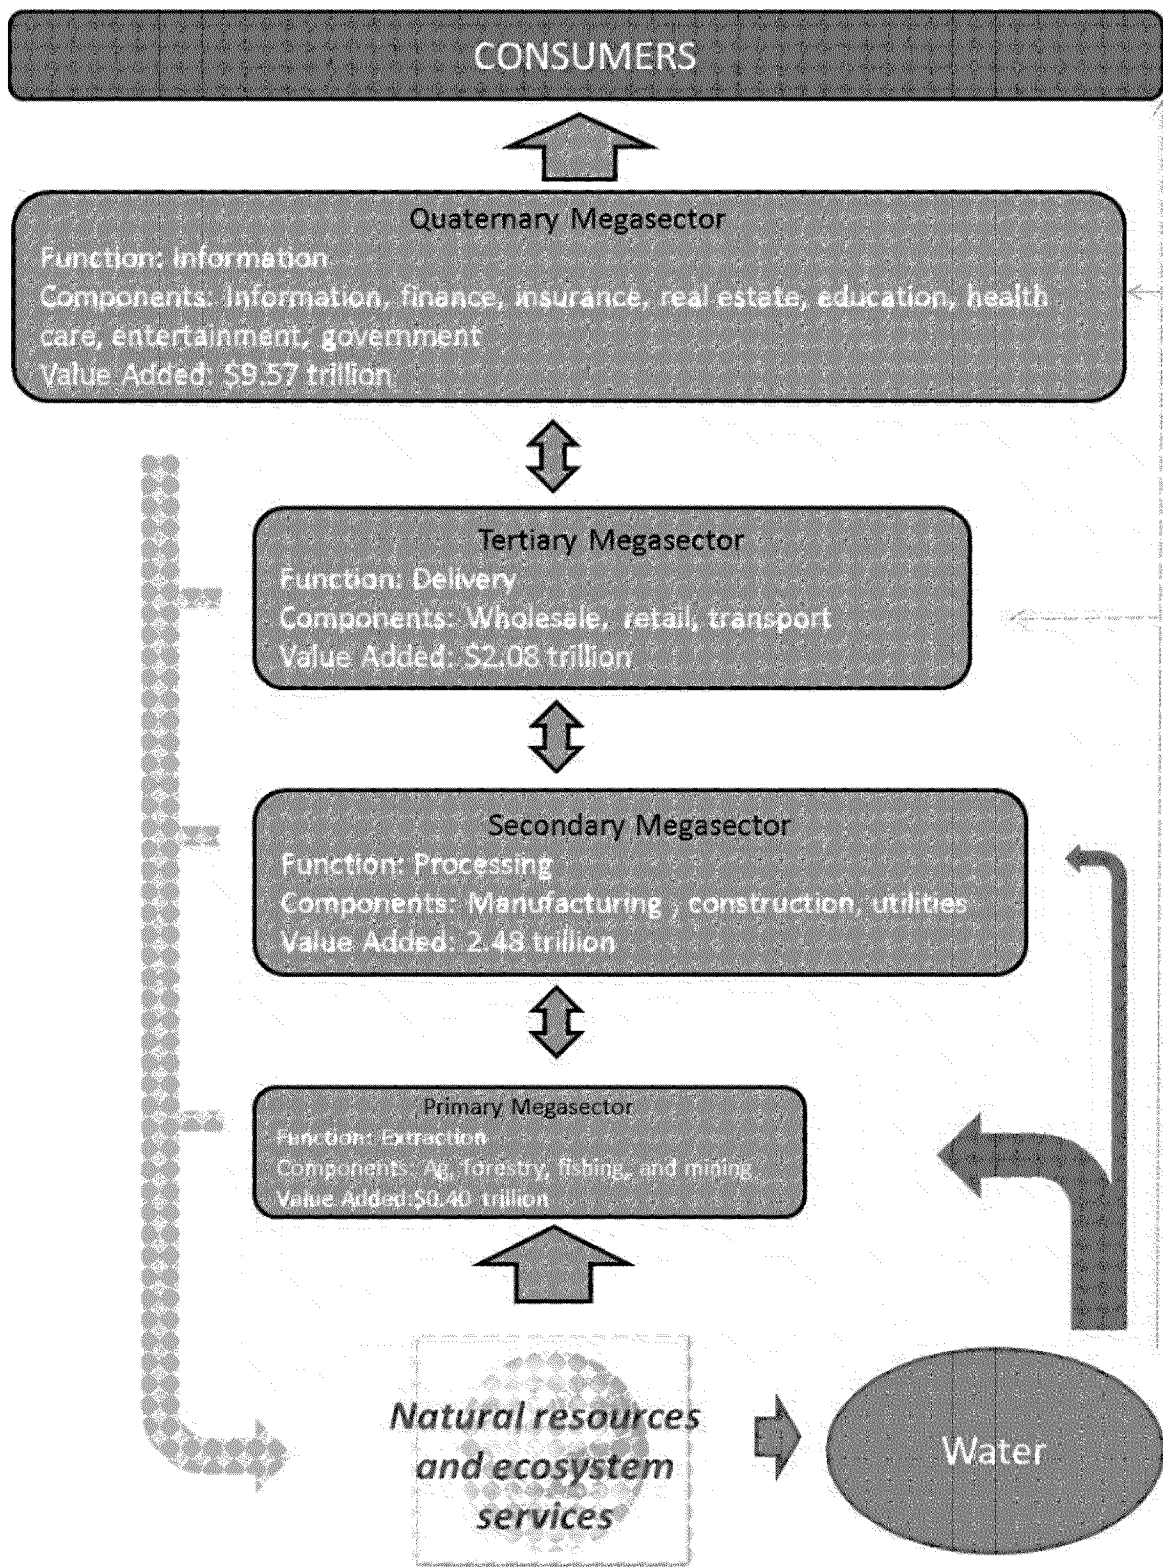 CONSUMERS
Quaternary Megasector
Function: Information
Components: Information, finance, insurance, real estate, education, health
care, entertainment, government
Value Added: $9.57 trillion
Tertiary Megasector
Function: Delivery
Components: Wholesale, retail, transport
Value Added: $2.08 trillion
Secondary Megasector
Function: Processing
Components: Manufacturing , construction, utilities
Value Added: 2.48 trillion
Primary Megasector
Function: Extraction
Components: Ag, forestry, fishing, and mining
Value Added:$0.40 trillion
Natural resources
and ecosystem
services
Water